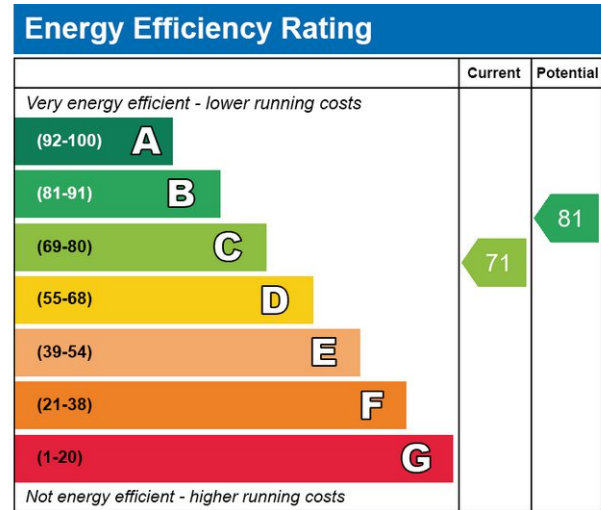 Energy Efficiency Rating
Current Potential
Very energy efficient - lower running costs
(92-100) A
(81-91) B
81
(69-80) C
71
(55-68) D
(39-54) E
(21-38) F
(1-20) G
Not energy efficient - higher running costs